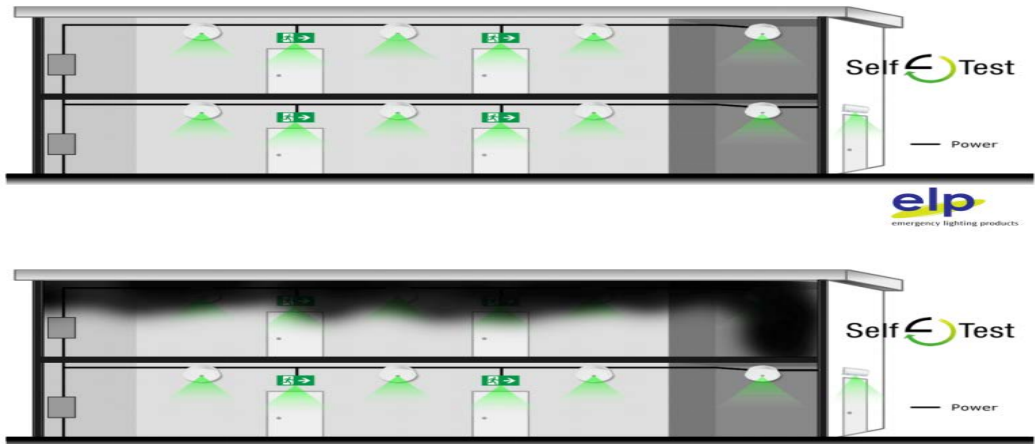 Self Test
Power
elp
emergency lighting products
Self Test
Power